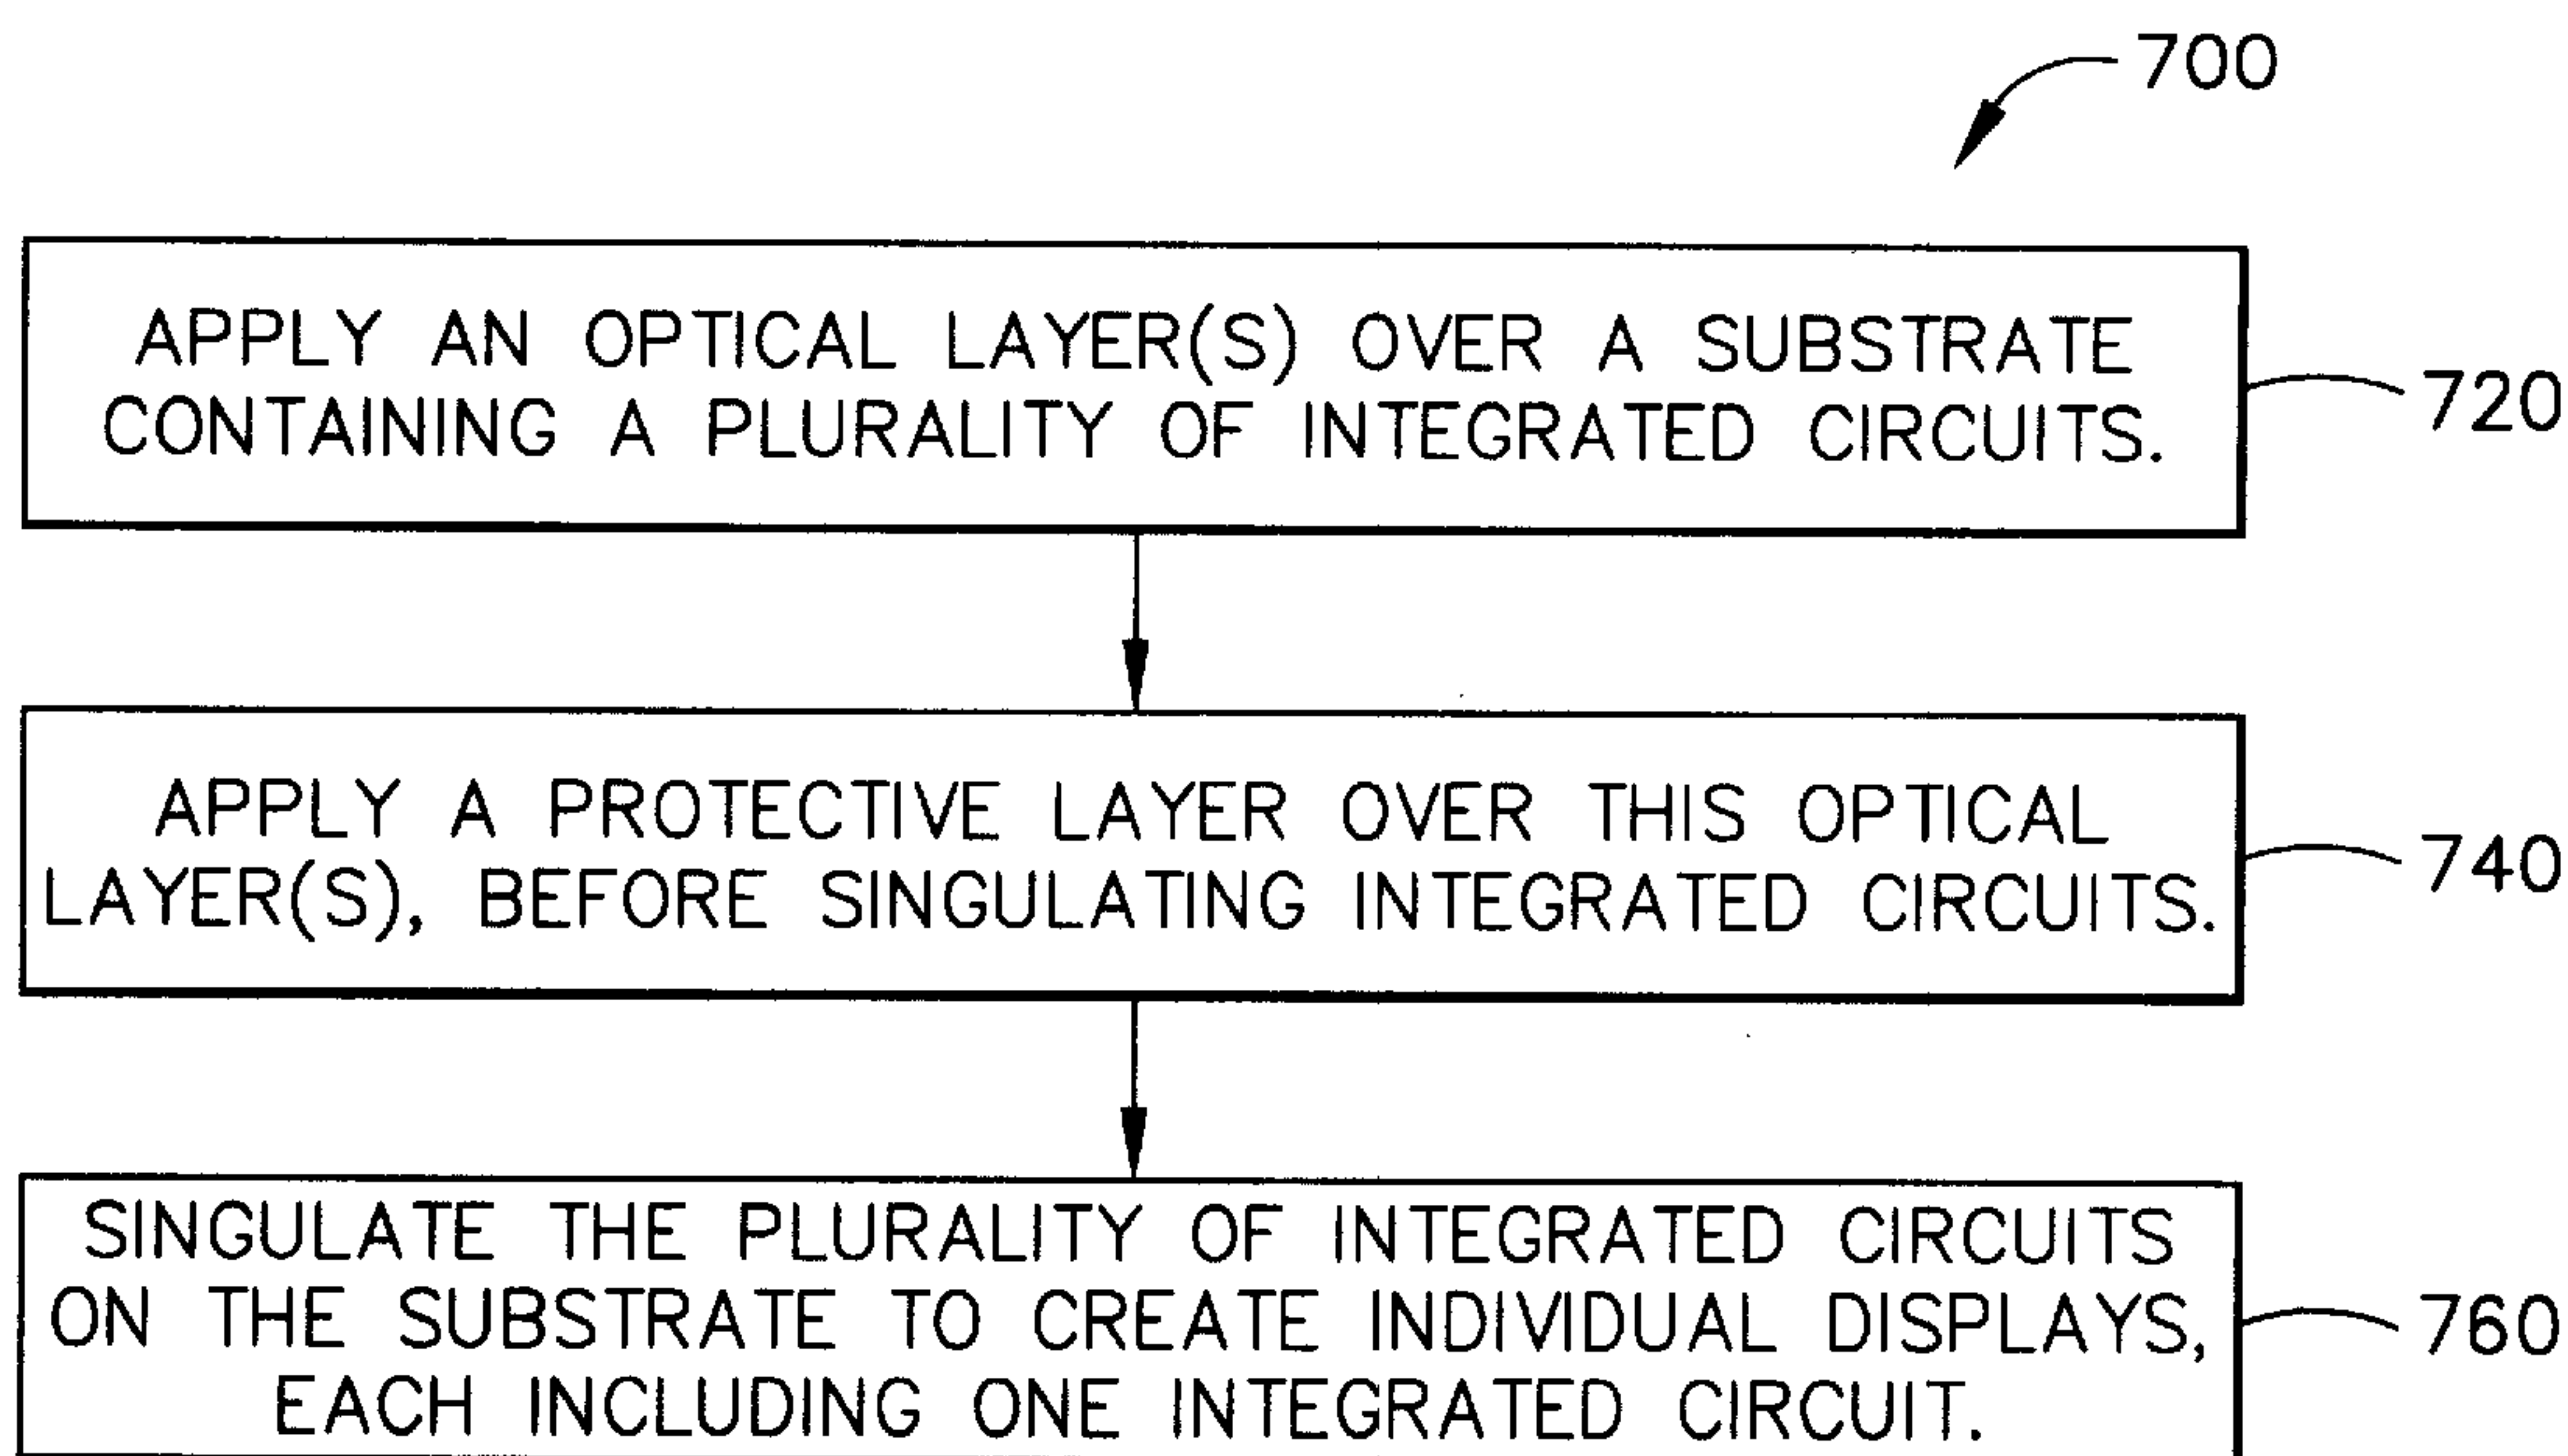 700
APPLY AN OPTICAL LAYER(S) OVER A SUBSTRATE
CONTAINING A PLURALITY OF INTEGRATED CIRCUITS.
720
APPLY A PROTECTIVE LAYER OVER THIS OPTICAL
LAYER(S), BEFORE SINGULATING INTEGRATED CIRCUITS.
740
SINGULATE THE PLURALITY OF INTEGRATED CIRCUITS
ON THE SUBSTRATE TO CREATE INDIVIDUAL DISPLAYS,
EACH INCLUDING ONE INTEGRATED CIRCUIT.
760